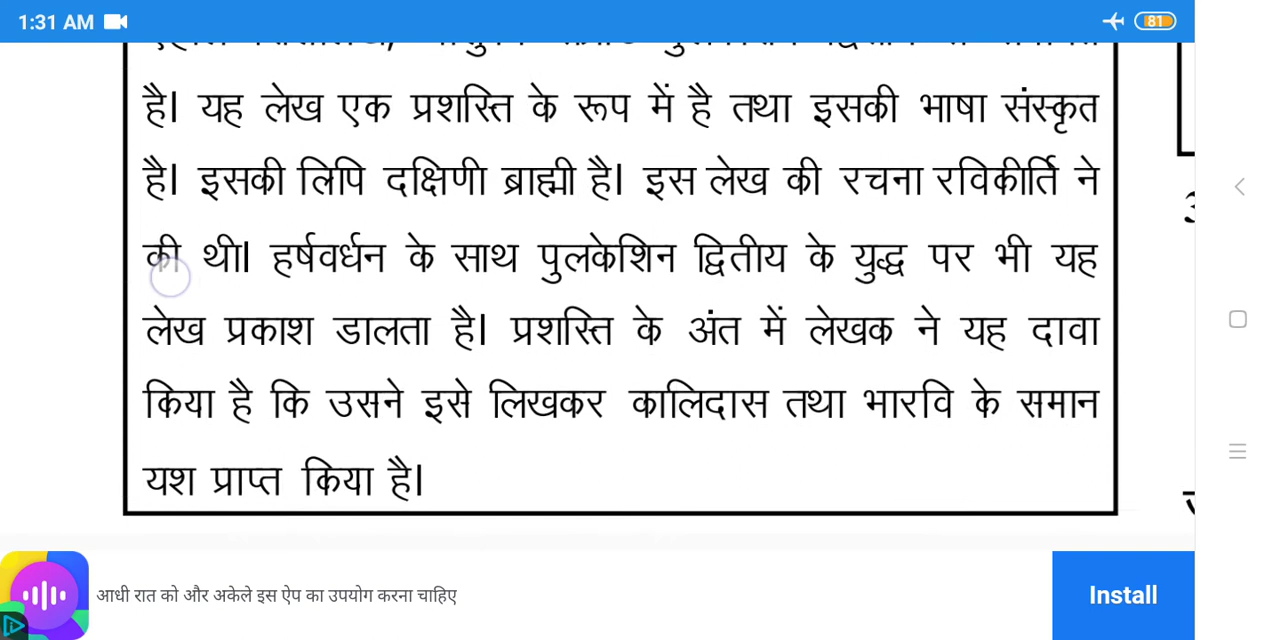 1:31 AM
81
है। यह लेख एक प्रशस्ति के रूप में है तथा इसकी भाषा संस्कृत
है। इसकी लिपि दक्षिणी ब्राह्मी है। इस लेख की रचना रविकीर्ति ने
की थी। हर्षवर्धन के साथ पुलकेशिन द्वितीय के युद्ध पर भी यह
लेख प्रकाश डालता है। प्रशस्ति के अंत में लेखक ने यह दावा
किया है कि उसने इसे लिखकर कालिदास तथा भारवि के समान
यश प्राप्त किया है।
आधी रात को और अकेले इस ऐप का उपयोग करना चाहिए
Install